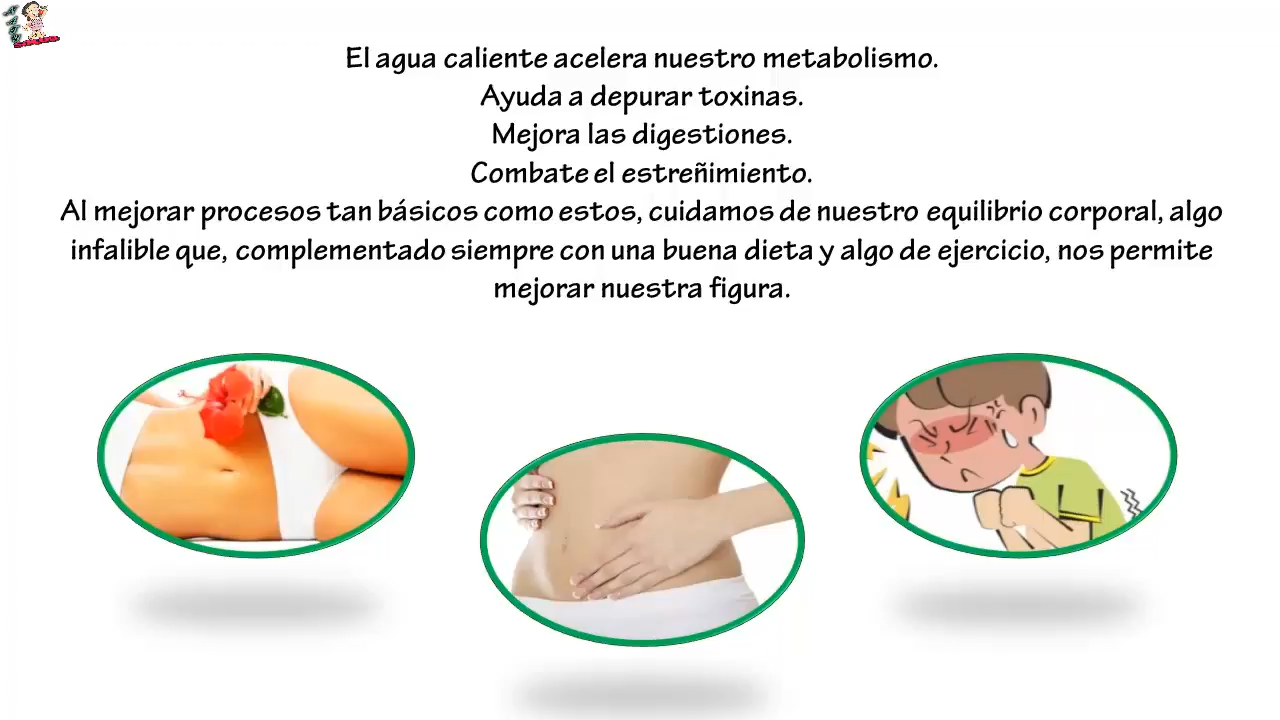 El agua caliente acelera nuestro metabolismo.
Ayuda a depurar toxinas.
Mejora las digestiones.
Combate el estreñimiento.
Al mejorar procesos tan básicos como estos, cuidamos de nuestro equilibrio corporal, algo
infalible que, complementado siempre con una buena dieta y algo de ejercicio, nos permite
mejorar nuestra figura.